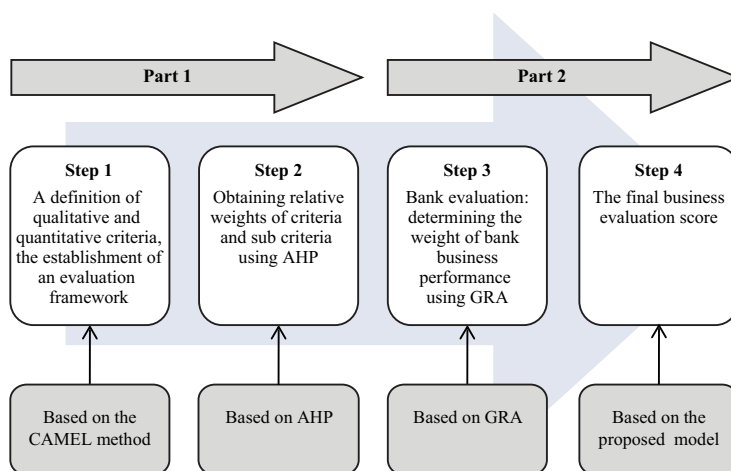 Part 1
Part 2
Step 1
A definition of
qualitative and
quantitative criteria,
the establishment of
an evaluation
framework
Step 2
Obtaining relative
weights of criteria
and sub criteria
using AHP
Step 3
Bank evaluation:
determining the
weight of bank
business
performance
using GRA
Step 4
The final business
evaluation score
Based on the
CAMEL method
Based on AHP
Based on GRA
Based on the
proposed model